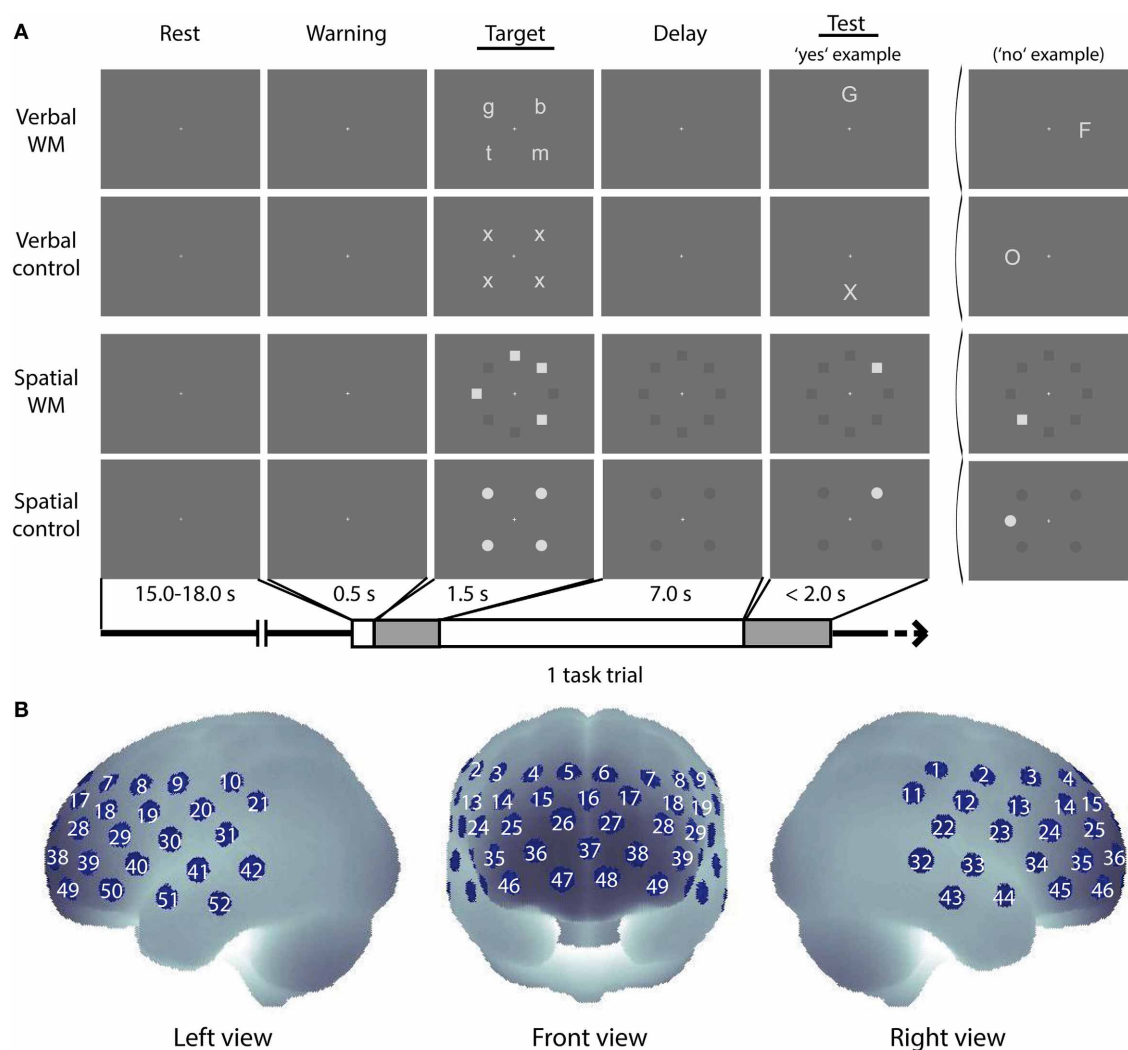 A
Rest Warning Target Delay Test
'yes' example ('no' example)
Verbal WM
g b
t m
G
F
Verbal control
x x
x x
X
O
Spatial WM
Spatial control
15.0-18.0 s 0.5 s 1.5 s 7.0 s < 2.0 s
1 task trial
B
7 8 9 10
17 18 19 20 21
28 29 30 31
38 39 40 41 42
49 50 51 52
2 3 4 5 6 7 8 9
13 14 15 16 17 18 19
24 25 26 27 28 29
35 36 37 38 39
46 47 48 49
1 2 3 4
11 12 13 14 15
22 23 24 25
32 33 34 35 36
43 44 45 46
Left view Front view Right view